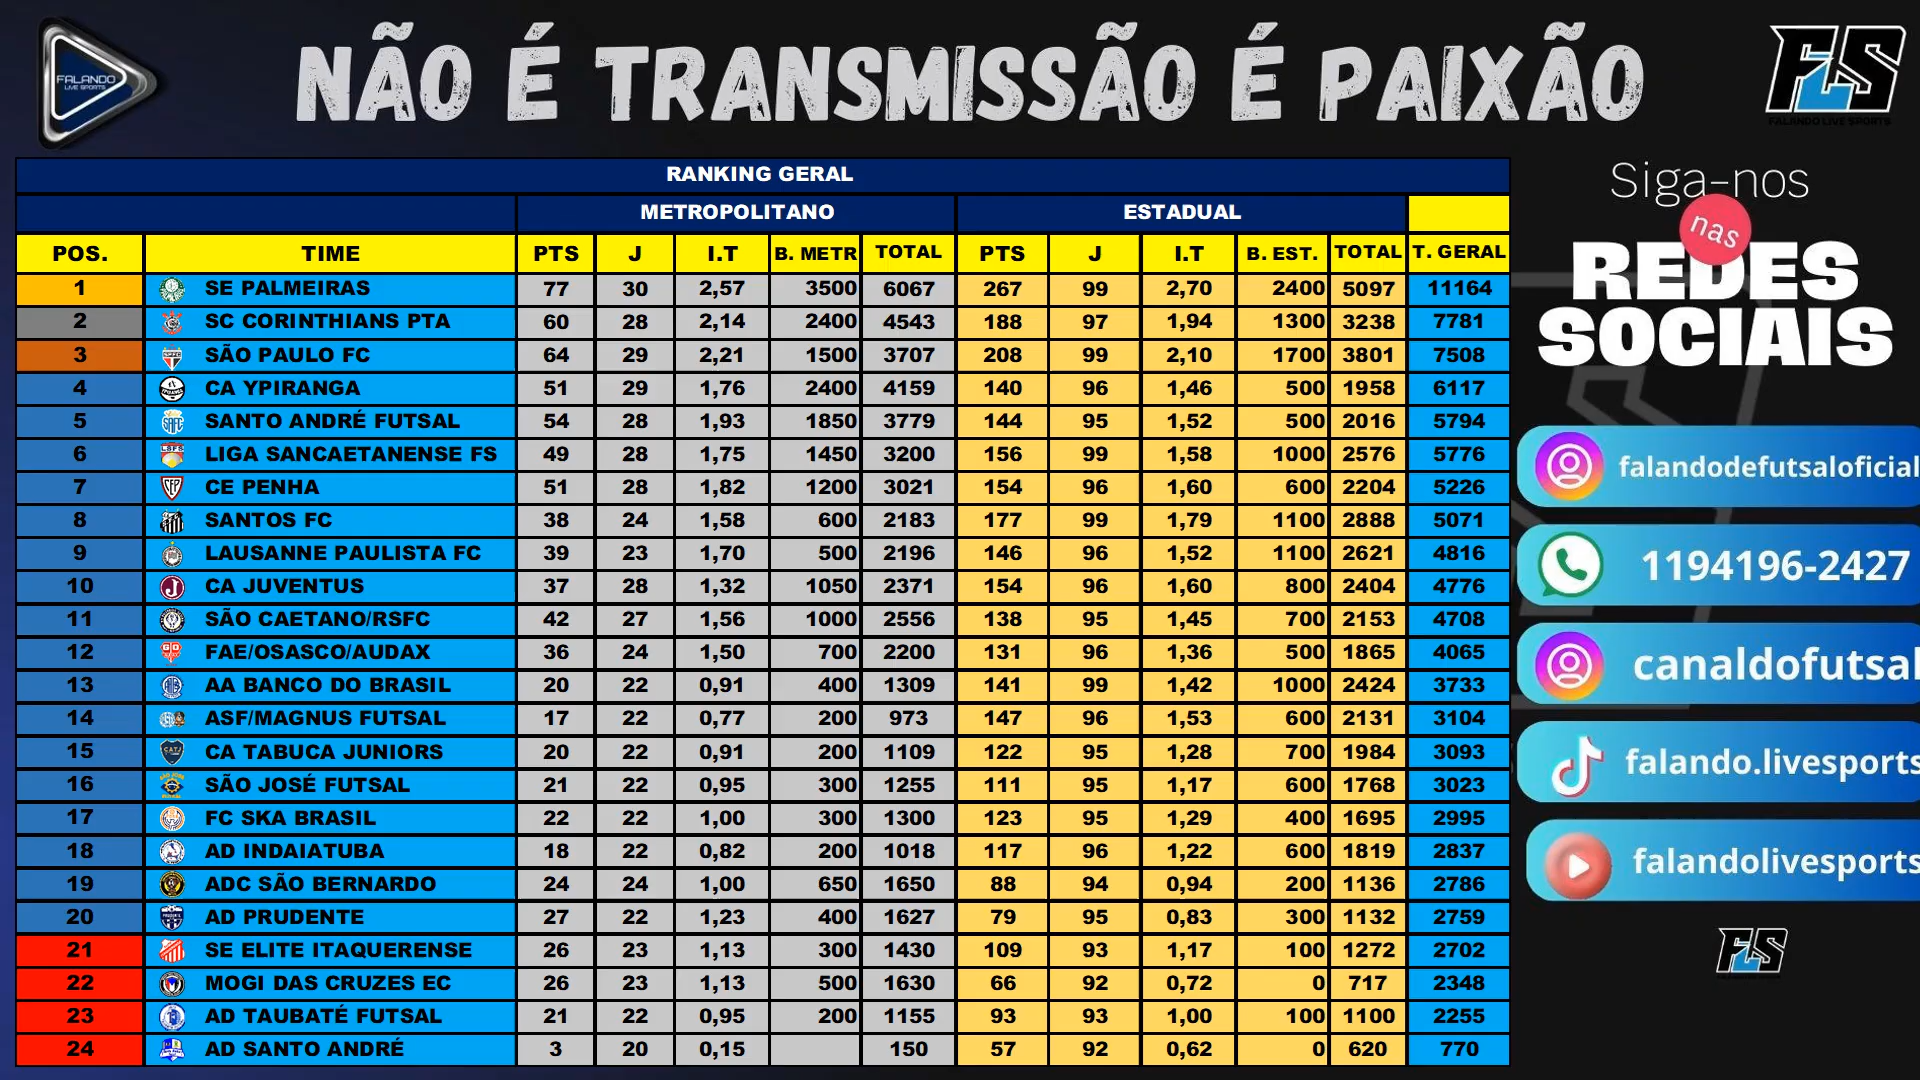 FALANDO
LIVE SPORTS
NÃO É TRANSMISSÃO É PAIXÃO
FLS
FALANDO LIVE SPORTS
RANKING GERAL
METROPOLITANO ESTADUAL
POS. TIME PTS J I.T B. METR TOTAL PTS J I.T B. EST. TOTAL T. GERAL
1 SE PALMEIRAS 77 30 2,57 3500 6067 267 99 2,70 2400 5097 11164
2 SC CORINTHIANS PTA 60 28 2,14 2400 4543 188 97 1,94 1300 3238 7781
3 SÃO PAULO FC 64 29 2,21 1500 3707 208 99 2,10 1700 3801 7508
4 CA YPIRANGA 51 29 1,76 2400 4159 140 96 1,46 500 1958 6117
5 SANTO ANDRÉ FUTSAL 54 28 1,93 1850 3779 144 95 1,52 500 2016 5794
6 LIGA SANCAETANENSE FS 49 28 1,75 1450 3200 156 99 1,58 1000 2576 5776
7 CE PENHA 51 28 1,82 1200 3021 154 96 1,60 600 2204 5226
8 SANTOS FC 38 24 1,58 600 2183 177 99 1,79 1100 2888 5071
9 LAUSANNE PAULISTA FC 39 23 1,70 500 2196 146 96 1,52 1100 2621 4816
10 CA JUVENTUS 37 28 1,32 1050 2371 154 96 1,60 800 2404 4776
11 SÃO CAETANO/RSFC 42 27 1,56 1000 2556 138 95 1,45 700 2153 4708
12 FAE/OSASCO/AUDAX 36 24 1,50 700 2200 131 96 1,36 500 1865 4065
13 AA BANCO DO BRASIL 20 22 0,91 400 1309 141 99 1,42 1000 2424 3733
14 ASF/MAGNUS FUTSAL 17 22 0,77 200 973 147 96 1,53 600 2131 3104
15 CA TABUCA JUNIORS 20 22 0,91 200 1109 122 95 1,28 700 1984 3093
16 SÃO JOSÉ FUTSAL 21 22 0,95 300 1255 111 95 1,17 600 1768 3023
17 FC SKA BRASIL 22 22 1,00 300 1300 123 95 1,29 400 1695 2995
18 AD INDAIATUBA 18 22 0,82 200 1018 117 96 1,22 600 1819 2837
19 ADC SÃO BERNARDO 24 24 1,00 650 1650 88 94 0,94 200 1136 2786
20 AD PRUDENTE 27 22 1,23 400 1627 79 95 0,83 300 1132 2759
21 SE ELITE ITAQUERENSE 26 23 1,13 300 1430 109 93 1,17 100 1272 2702
22 MOGI DAS CRUZES EC 26 23 1,13 500 1630 66 92 0,72 0 717 2348
23 AD TAUBATÉ FUTSAL 21 22 0,95 200 1155 93 93 1,00 100 1100 2255
24 AD SANTO ANDRÉ 3 20 0,15 150 57 92 0,62 0 620 770
Siga-nos
nas
REDES
SOCIAIS
falandodefutsaloficial
1194196-2427
canaldofutsal
falando.livesports
falandolivesports
FLS